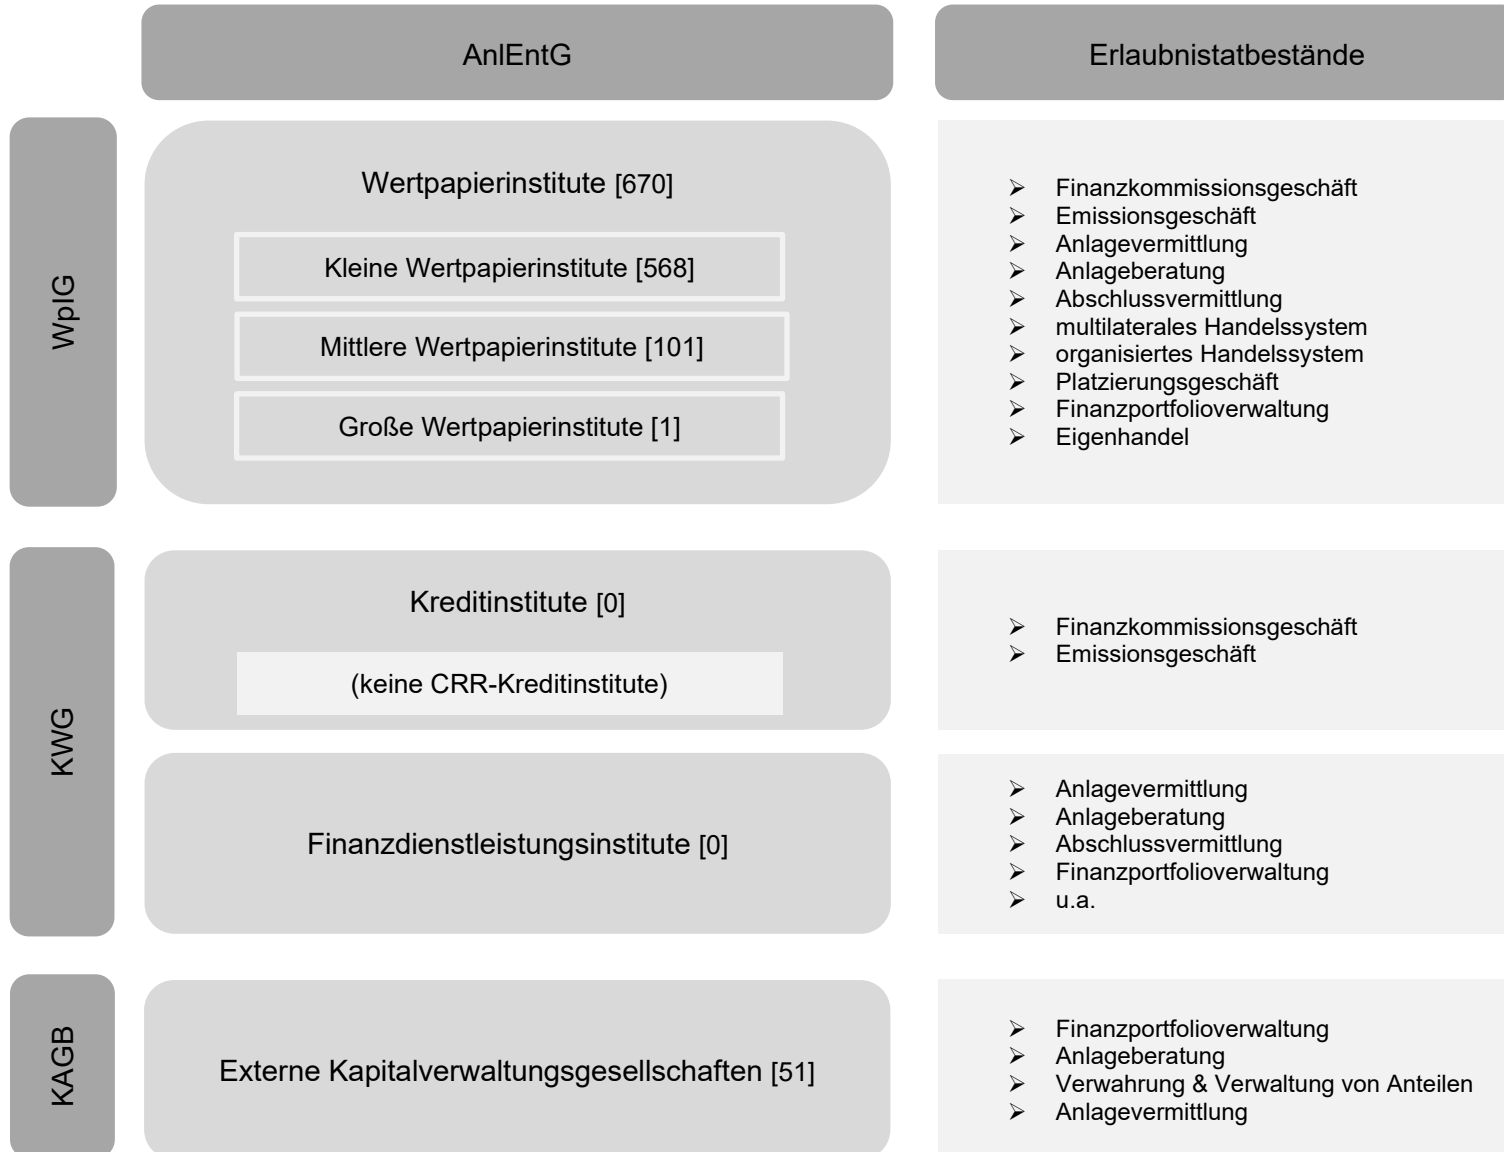 AnlEntG
Erlaubnistatbestände
WpIG
Wertpapierinstitute [670]
Kleine Wertpapierinstitute [568]
Mittlere Wertpapierinstitute [101]
Große Wertpapierinstitute [1]
➢ Finanzkommissionsgeschäft
➢ Emissionsgeschäft
➢ Anlagevermittlung
➢ Anlageberatung
➢ Abschlussvermittlung
➢ multilaterales Handelssystem
➢ organisiertes Handelssystem
➢ Platzierungsgeschäft
➢ Finanzportfolioverwaltung
➢ Eigenhandel
KWG
Kreditinstitute [0]
(keine CRR-Kreditinstitute)
➢ Finanzkommissionsgeschäft
➢ Emissionsgeschäft
Finanzdienstleistungsinstitute [0]
➢ Anlagevermittlung
➢ Anlageberatung
➢ Abschlussvermittlung
➢ Finanzportfolioverwaltung
➢ u.a.
KAGB
Externe Kapitalverwaltungsgesellschaften [51]
➢ Finanzportfolioverwaltung
➢ Anlageberatung
➢ Verwahrung & Verwaltung von Anteilen
➢ Anlagevermittlung